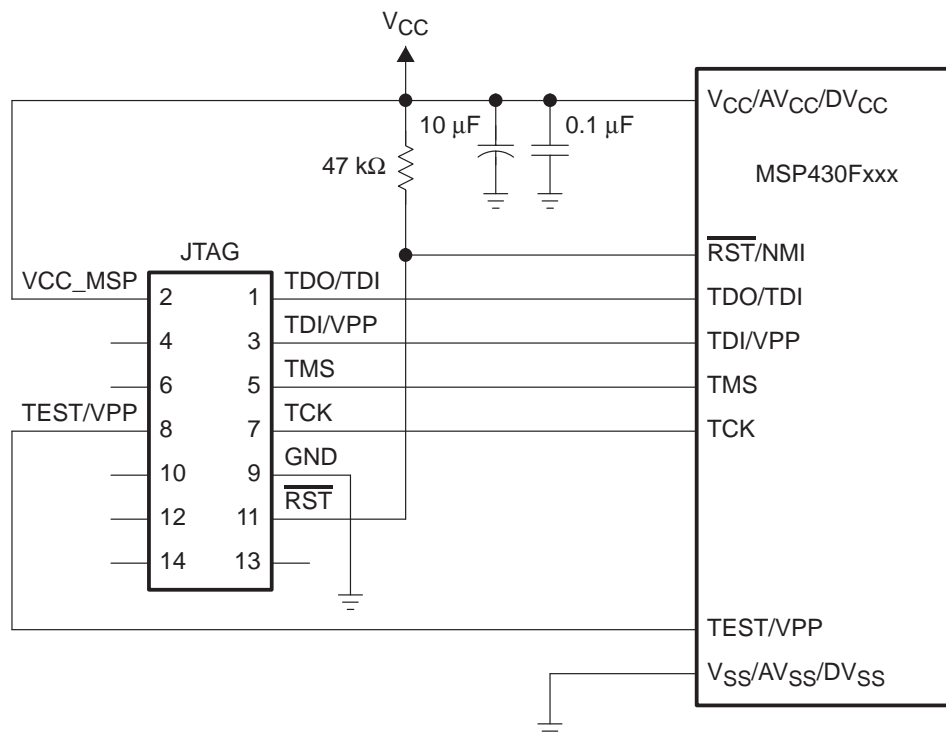 VCC
VCC/AVCC/DVCC
10 μF
0.1 μF
47 kΩ
MSP430Fxxx
JTAG
RST/NMI
VCC_MSP
2
1
TDO/TDI
TDO/TDI
4
3
TDI/VPP
TDI/VPP
6
5
TMS
TMS
TEST/VPP
8
7
TCK
TCK
10
9
GND
12
11
RST
14
13
TEST/VPP
VSS/AVSS/DVSS